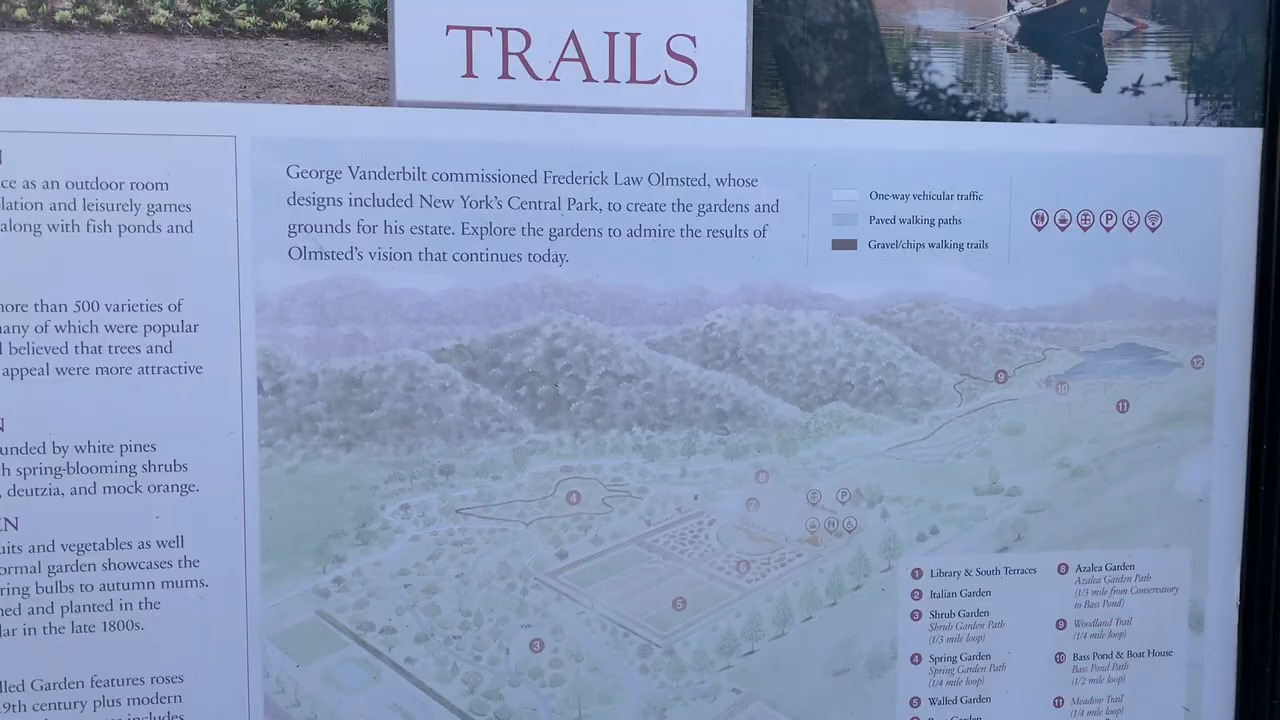 TRAILS
ce as an outdoor room
lation and leisurely games
along with fish ponds and
more than 500 varieties of
many of which were popular
believed that trees and
appeal were more attractive
N
unded by white pines
h spring-blooming shrubs
, deutzia, and mock orange.
EN
uits and vegetables as well
ormal garden showcases the
ring bulbs to autumn mums.
ned and planted in the
lar in the late 1800s.
lled Garden features roses
9th century plus modern
includes
George Vanderbilt commissioned Frederick Law Olmsted, whose
designs included New York's Central Park, to create the gardens and
grounds for his estate. Explore the gardens to admire the results of
Olmsted's vision that continues today.
One-way vehicular traffic
Paved walking paths
Gravel/chips walking trails
P
9
10
12
11
4
8
7
P
6
5
3
1 Library & South Terraces
2 Italian Garden
3 Shrub Garden
Shrub Garden Path
(1/3 mile loop)
4 Spring Garden
Spring Garden Path
(1/4 mile loop)
5 Walled Garden
8 Azalea Garden
Azalea Garden Path
(1/3 mile from Conservatory
to Bass Pond)
9 Woodland Trail
(1/4 mile loop)
10 Bass Pond & Boat House
Bass Pond Path
(1/2 mile loop)
11 Meadow Trail
(1/4 mile loop)